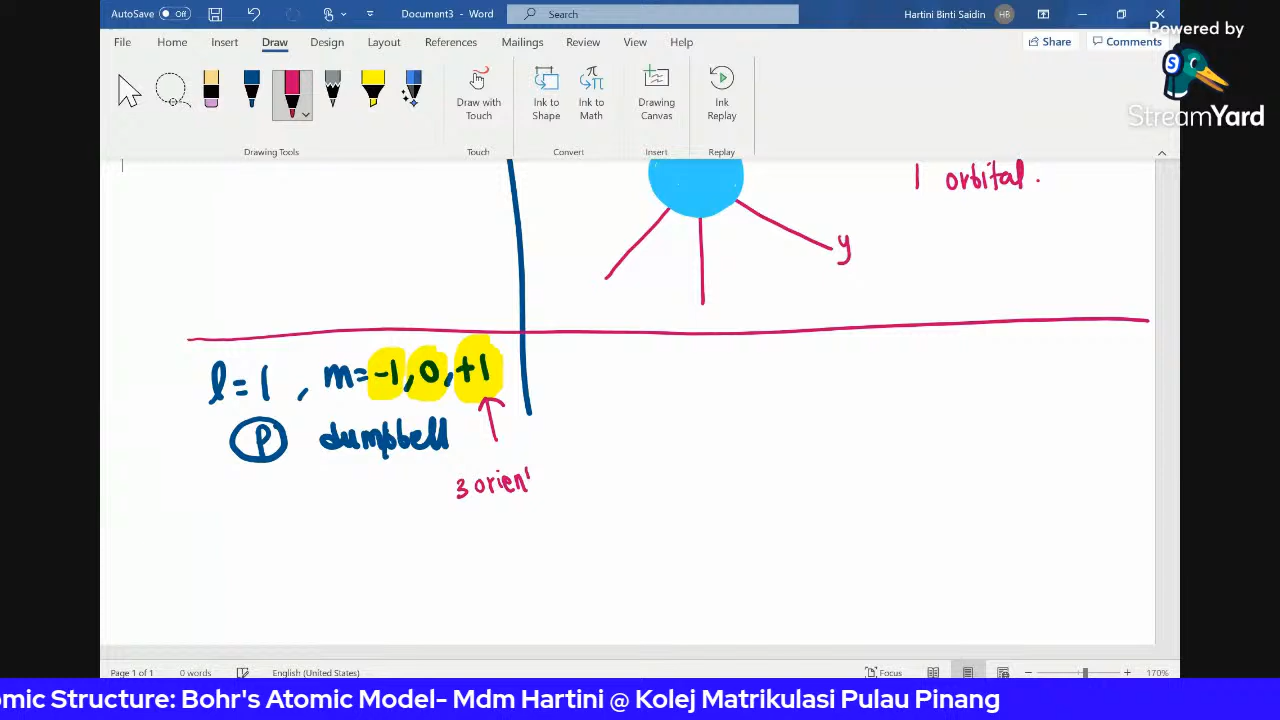 AutoSave Off Document3 - Word Search Hartini Binti Saidin HB
File Home Insert Draw Design Layout References Mailings Review View Help Share Comments
Draw with Touch
Ink to Shape
Ink to Math
Drawing Canvas
Ink Replay
Drawing Tools Touch Convert Insert Replay
Powered by
StreamYard
1 orbital.
y
l=1, m=-1,0,+1
p dumpbell
3 orien'
Page 1 of 1 0 words English (United States) Focus 170%
omic Structure: Bohr's Atomic Model- Mdm Hartini @ Kolej Matrikulasi Pulau Pinang